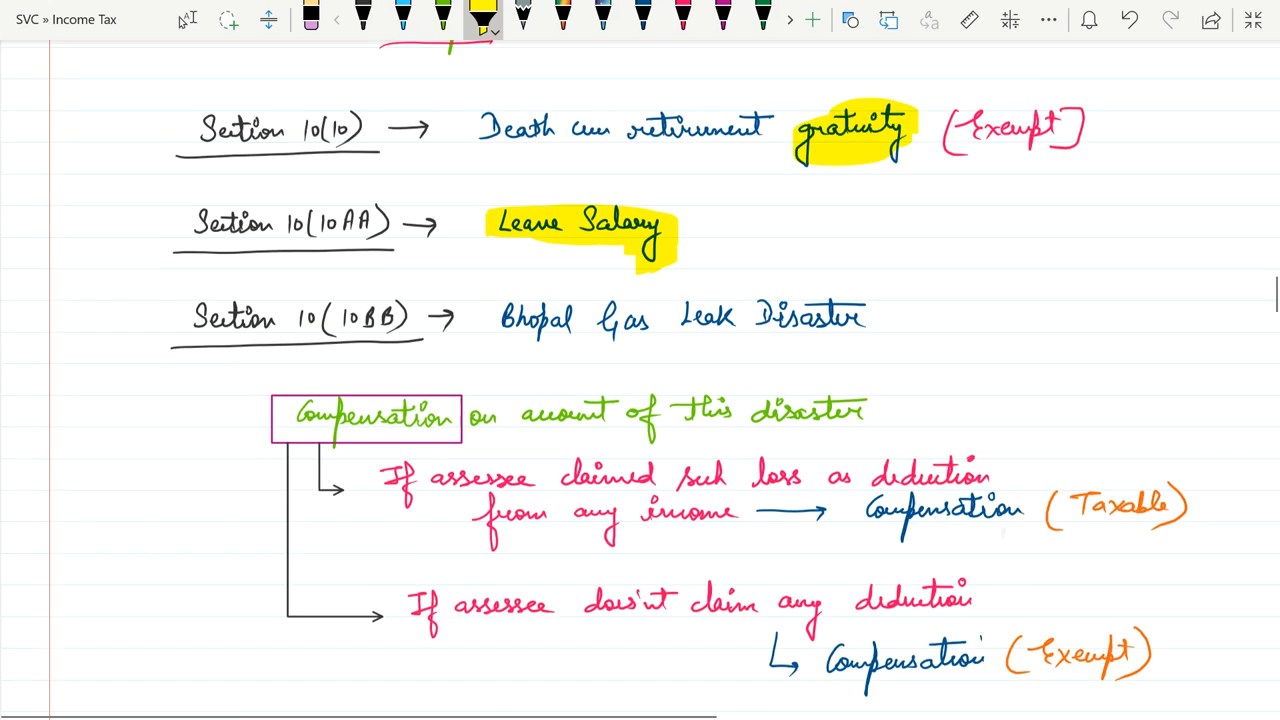 SVC » Income Tax
Section 10(10) → Death cum retirement gratuity (Exempt]
Section 10(10AA) → Leave Salary
Section 10(10BB) → Bhopal Gas Leak Disaster
Compensation on account of this disaster
If assessee claimed such loss as deduction
from any income → Compensation (Taxable)
If assessee does'nt claim any deduction
↳ Compensation (Exempt)